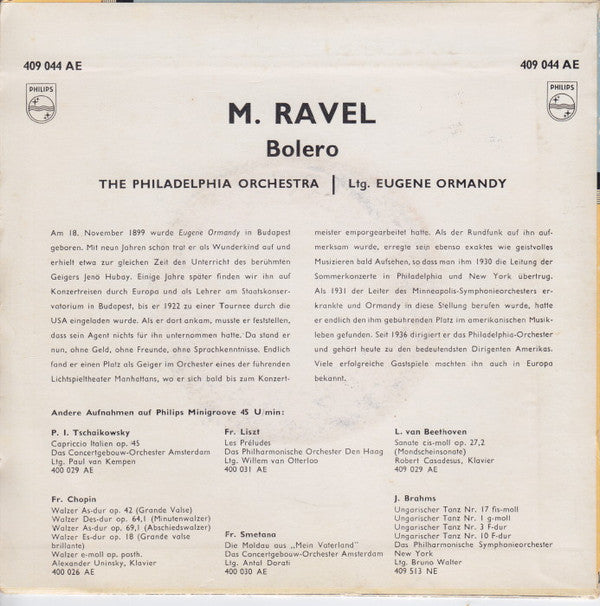 409 044 AE
409 044 AE
PHILIPS
PHILIPS
M. RAVEL
Bolero
THE PHILADELPHIA ORCHESTRA | Ltg. EUGENE ORMANDY
Am 18. November 1899 wurde Eugene Ormandy in Budapest
geboren. Mit neun Jahren schon trat er als Wunderkind auf und
erhielt etwa zur gleichen Zeit den Unterricht des berühmten
Geigers Jenö Hubay. Einige Jahre später finden wir ihn auf
Konzertreisen durch Europa und als Lehrer am Staatskonser-
vatorium in Budapest, bis er 1922 zu einer Tournee durch die
USA eingeladen wurde. Als er dort ankam, musste er feststellen,
dass sein Agent nichts für ihn unternommen hatte. Da stand er
nun, ohne Geld, ohne Freunde, ohne Sprachkenntnisse. Endlich
fand er einen Platz als Geiger im Orchester eines der führenden
Lichtspieltheater Manhattans, wo er sich bald bis zum Konzert-
meister emporgearbeitet hatte. Als der Rundfunk auf ihn auf-
merksam wurde, erregte sein ebenso exaktes wie geistvolles
Musizieren bald Aufsehen, so dass man ihm 1930 die Leitung der
Sommerkonzerte in Philadelphia und New York übertrug.
Als 1931 der Leiter des Minneapolis-Symphonieorchesters er-
krankte und Ormandy in diese Stellung berufen wurde, hatte
er endlich den ihm gebührenden Platz im amerikanischen Musik-
leben gefunden. Seit 1936 dirigiert er das Philadelphia-Orchester
und gehört heute zu den bedeutendsten Dirigenten Amerikas.
Viele erfolgreiche Gastspiele machten ihn auch in Europa
bekannt.
Andere Aufnahmen auf Philips Minigroove 45 U/min:
P. I. Tschaikowsky
Capriccio Italien op. 45
Das Concertgebouw-Orchester Amsterdam
Ltg. Paul van Kempen
400 029 AE
Fr. Liszt
Les Préludes
Das Philharmonische Orchester Den Haag
Ltg. Willem van Otterloo
400 031 AE
L. van Beethoven
Sonate cis-moll op. 27,2
(Mondscheinsonate)
Robert Casadesus, Klavier
409 029 AE
Fr. Chopin
Walzer As-dur op. 42 (Grande Valse)
Walzer Des-dur op. 64,1 (Minutenwalzer)
Walzer As-dur op. 69,1 (Abschiedswalzer)
Walzer Es-dur op. 18 (Grande valse
brillante)
Walzer e-moll op. posth.
Alexander Uninsky, Klavier
400 026 AE
Fr. Smetana
Die Moldau aus „Mein Vaterland"
Das Concertgebouw-Orchester Amsterdam
Ltg. Antal Dorati
400 030 AE
J. Brahms
Ungarischer Tanz Nr. 17 fis-moll
Ungarischer Tanz Nr. 1 g-moll
Ungarischer Tanz Nr. 3 F-dur
Ungarischer Tanz Nr. 10 F-dur
Das Philharmonische Symphonieorchester
New York
Ltg. Bruno Walter
409 513 NE